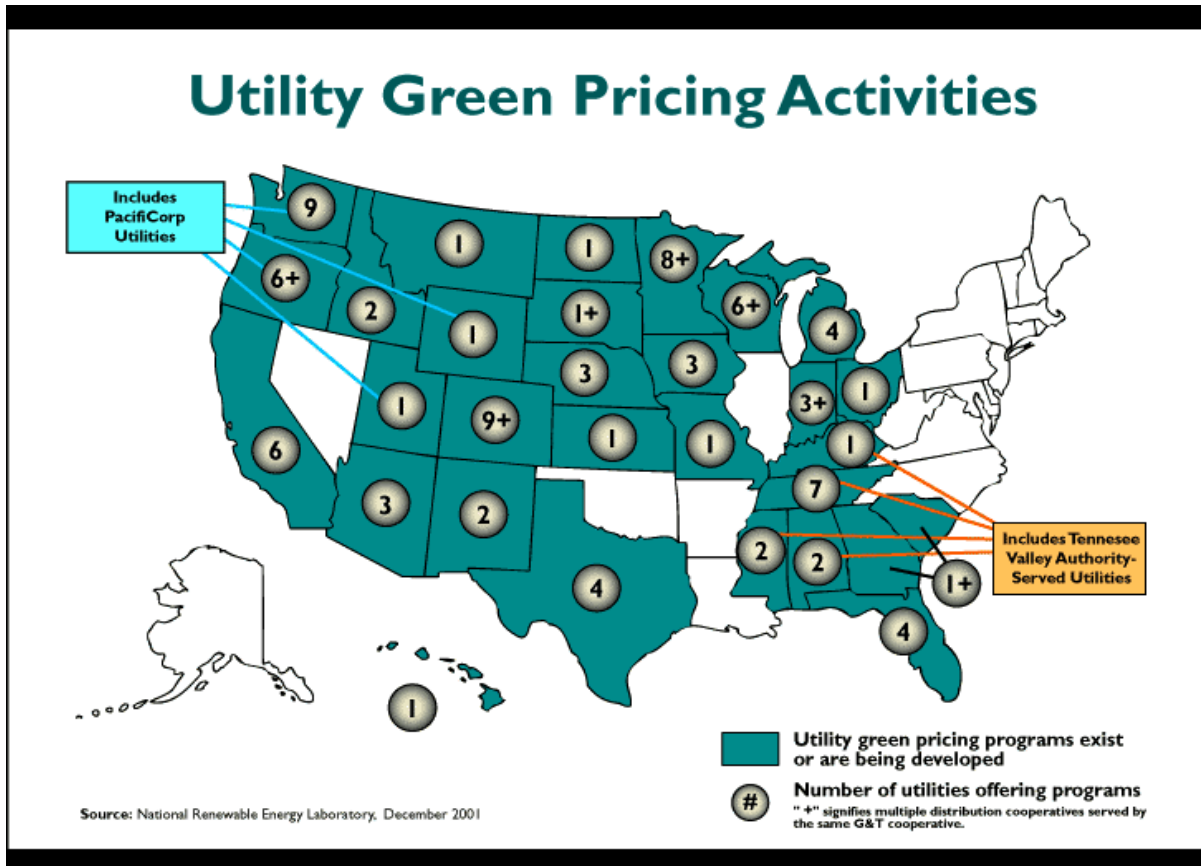 Utility Green Pricing Activities
Includes
PacifiCorp
Utilities
9
1
1
8+
6+
2
1
1+
6+
4
3
3
1
9+
1
1
3+
1
1
6
3
2
7
4
2
2
1+
4
1
Includes Tennesee
Valley Authority-
Served Utilities
Utility green pricing programs exist
or are being developed
#
Number of utilities offering programs
" +" signifies multiple distribution cooperatives served by
the same G&T cooperative.
Source: National Renewable Energy Laboratory, December 2001